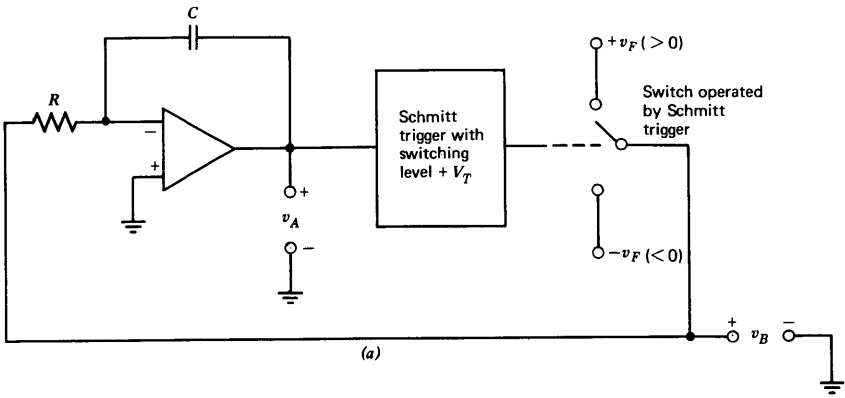 C
R
−
+
+
v_A
−
Schmitt
trigger with
switching
level + V_T
+v_F (>0)
Switch operated
by Schmitt
trigger
−v_F (<0)
+ v_B −
(a)